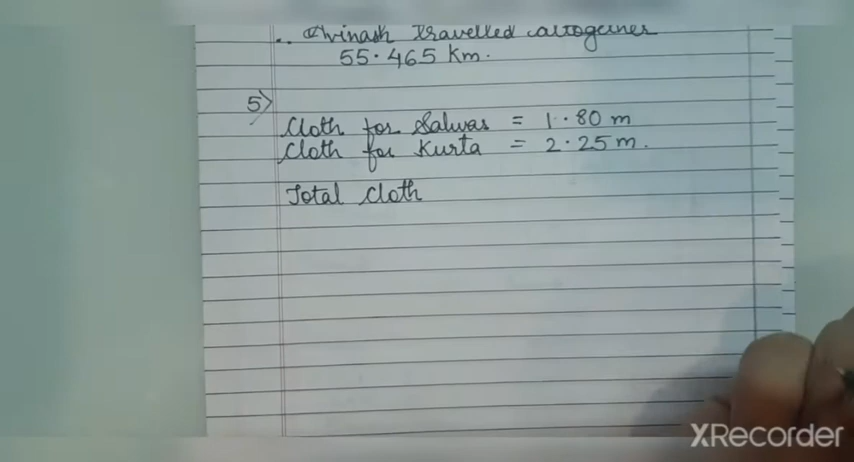 ∴ Avinash travelled altogether
55.465 Km.
5)
Cloth for Salwar = 1.80 m
Cloth for Kurta = 2.25 m.
Total Cloth
XRecorder